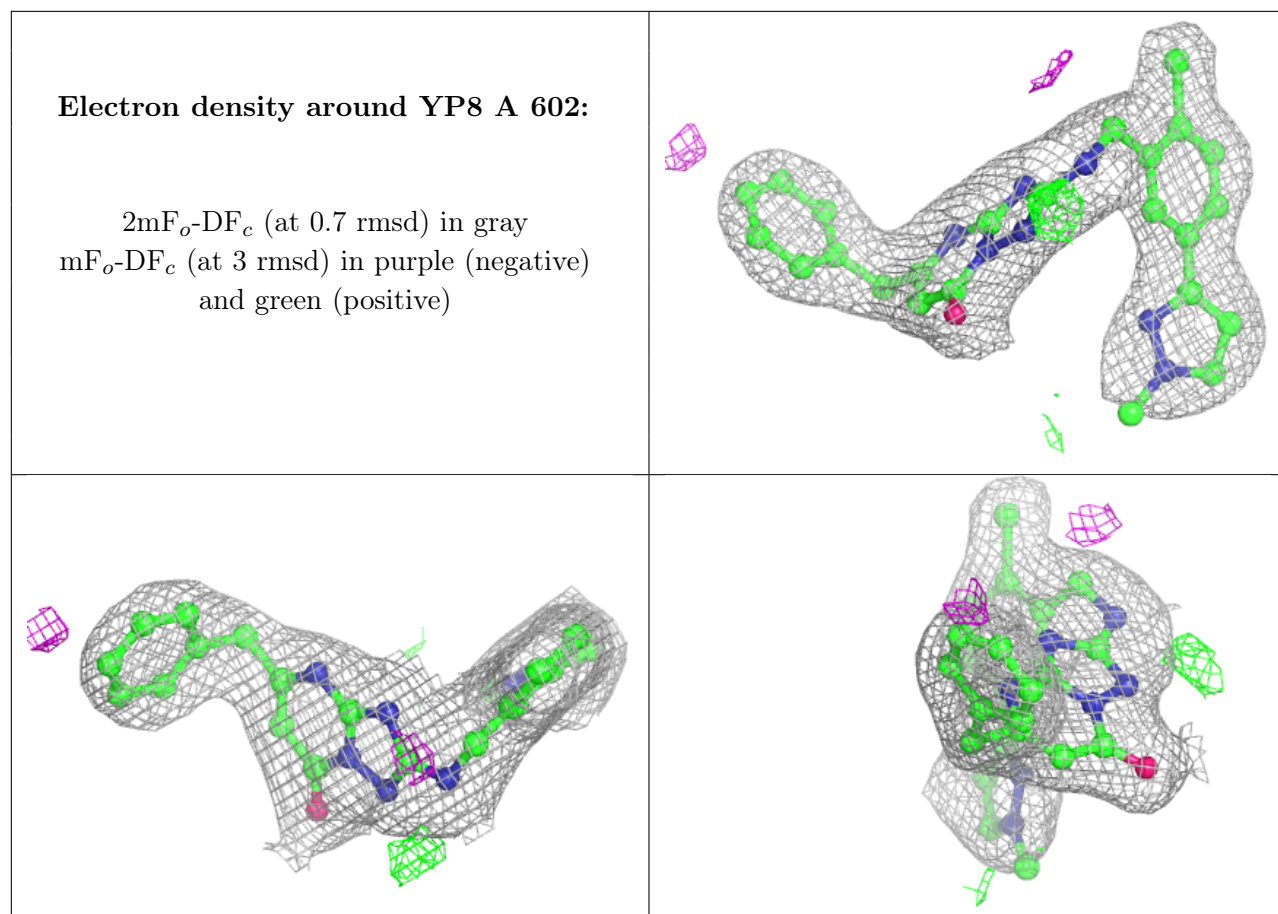 Electron density around YP8 A 602:
2mFo-DFc (at 0.7 rmsd) in gray
mFo-DFc (at 3 rmsd) in purple (negative)
and green (positive)